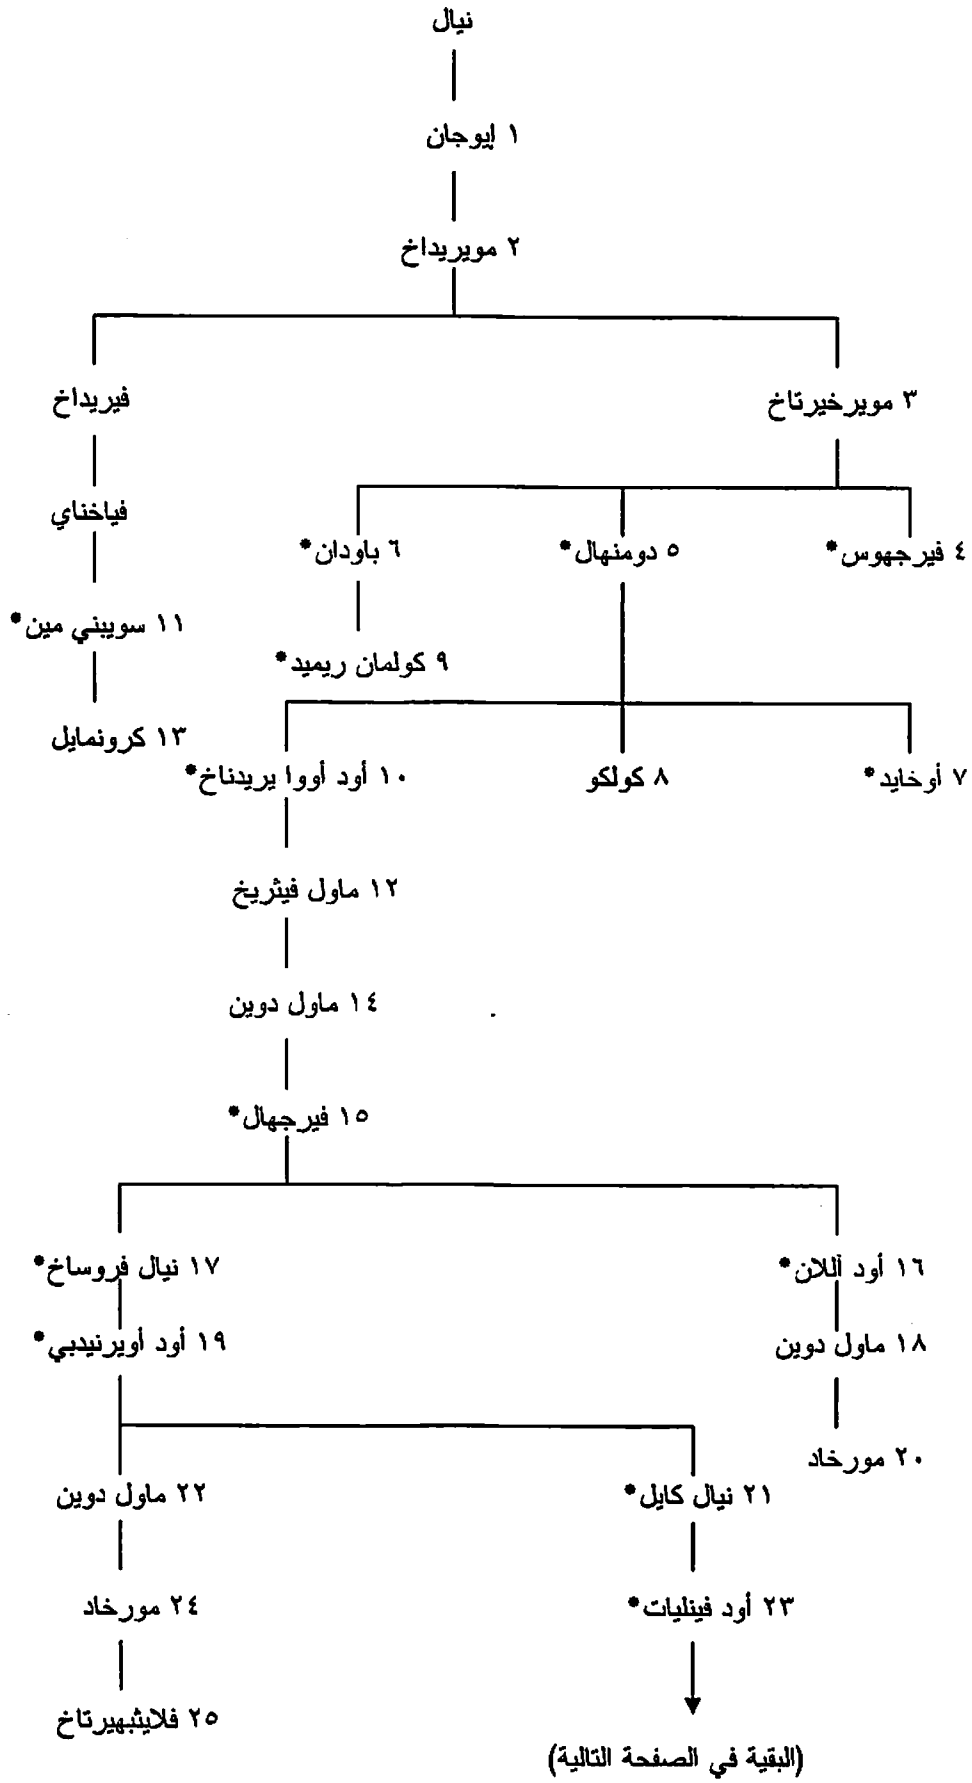 نيال
١ إيوجان
٢ مويريداخ
٣ مويرخيرتاخ
فيريداخ
فياخناي
٤ فيرجهوس*
٥ دومنهال*
٦ باودان*
١١ سويبني مين*
٩ كولمان ريميد*
١٣ كرونمايل
٧ أوخايد*
٨ كولكو
١٠ أود أووا يريدناخ*
١٢ ماول فيثريخ
١٤ ماول دوين
١٥ فيرجهال*
١٦ أود آللان*
١٧ نيال فروساخ*
١٨ ماول دوين
١٩ أود أويرنيدبي*
٢٠ مورخاد
٢١ نيال كايل*
٢٢ ماول دوين
٢٣ أود فينليات*
٢٤ مورخاد
٢٥ فلايثبهيرتاخ
(البقية في الصفحة التالية)